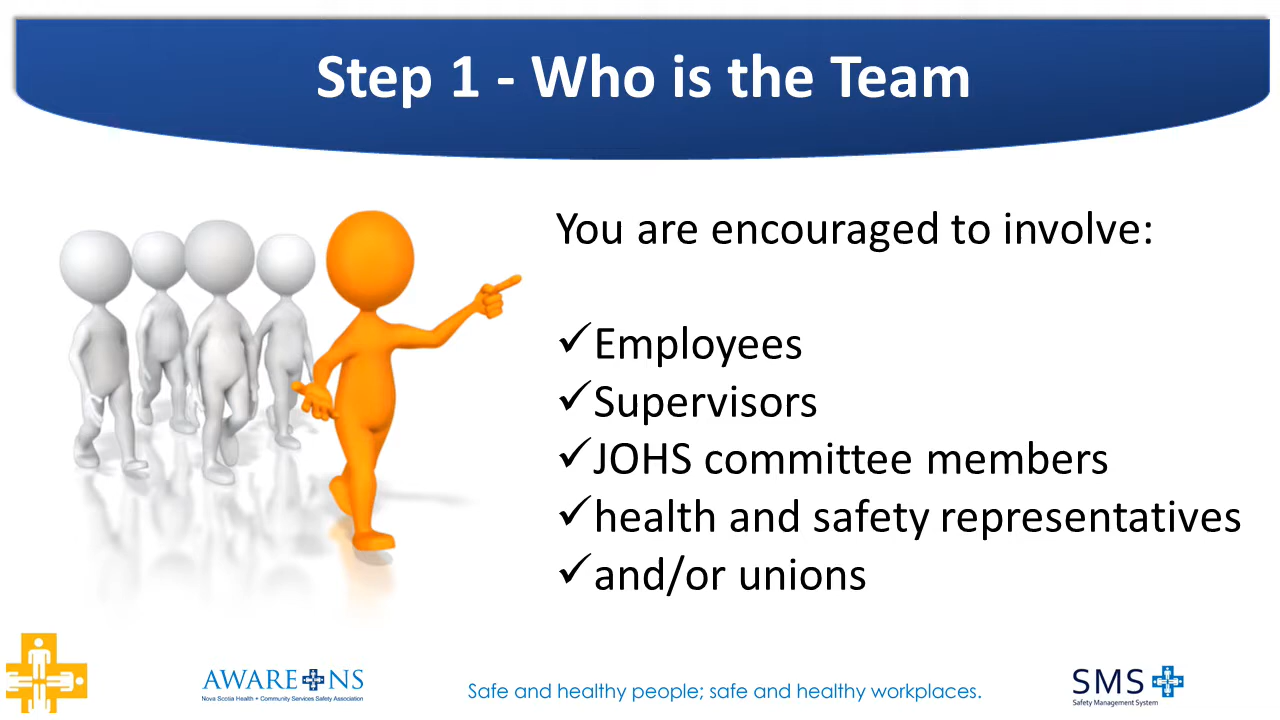 Step 1 - Who is the Team
You are encouraged to involve:
✓Employees
✓Supervisors
✓JOHS committee members
✓health and safety representatives
✓and/or unions
AWARE NS
Nova Scotia Health + Community Services Safety Association
Safe and healthy people; safe and healthy workplaces.
SMS
Safety Management System